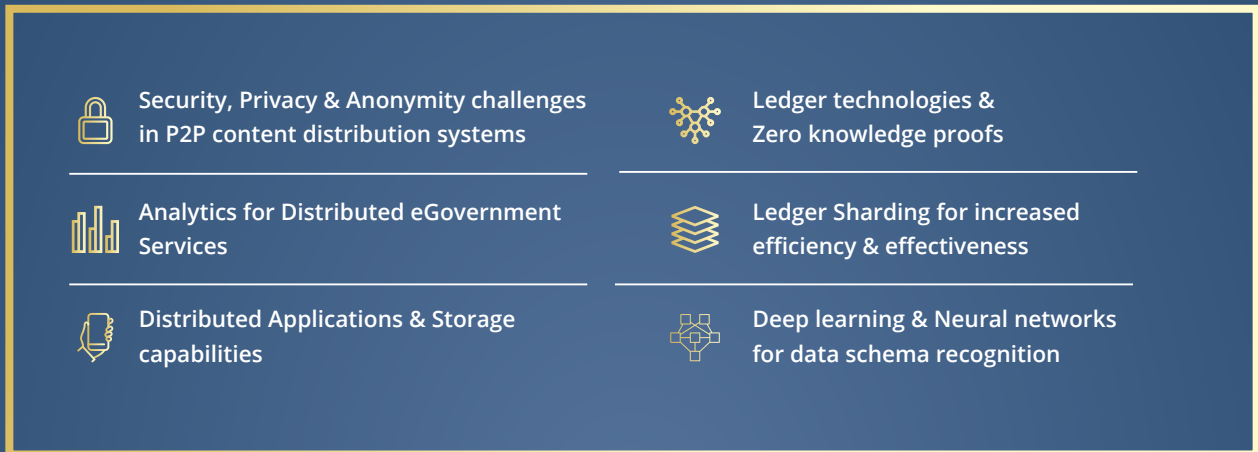 Security, Privacy & Anonymity challenges
in P2P content distribution systems
Analytics for Distributed eGovernment
Services
Distributed Applications & Storage
capabilities
Ledger technologies &
Zero knowledge proofs
Ledger Sharding for increased
efficiency & effectiveness
Deep learning & Neural networks
for data schema recognition